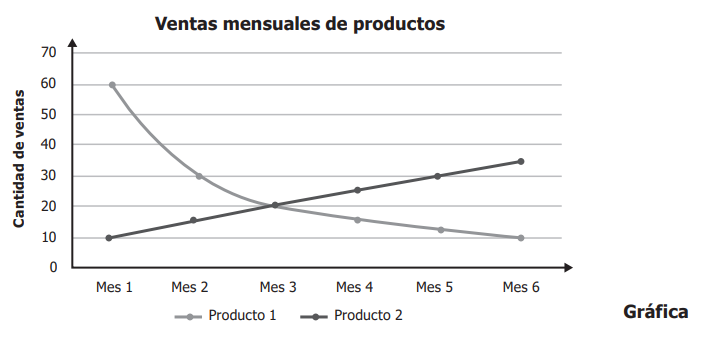 Ventas mensuales de productos
Cantidad de ventas
70
60
50
40
30
20
10
0
Mes 1 Mes 2 Mes 3 Mes 4 Mes 5 Mes 6
Producto 1 Producto 2
Gráfica